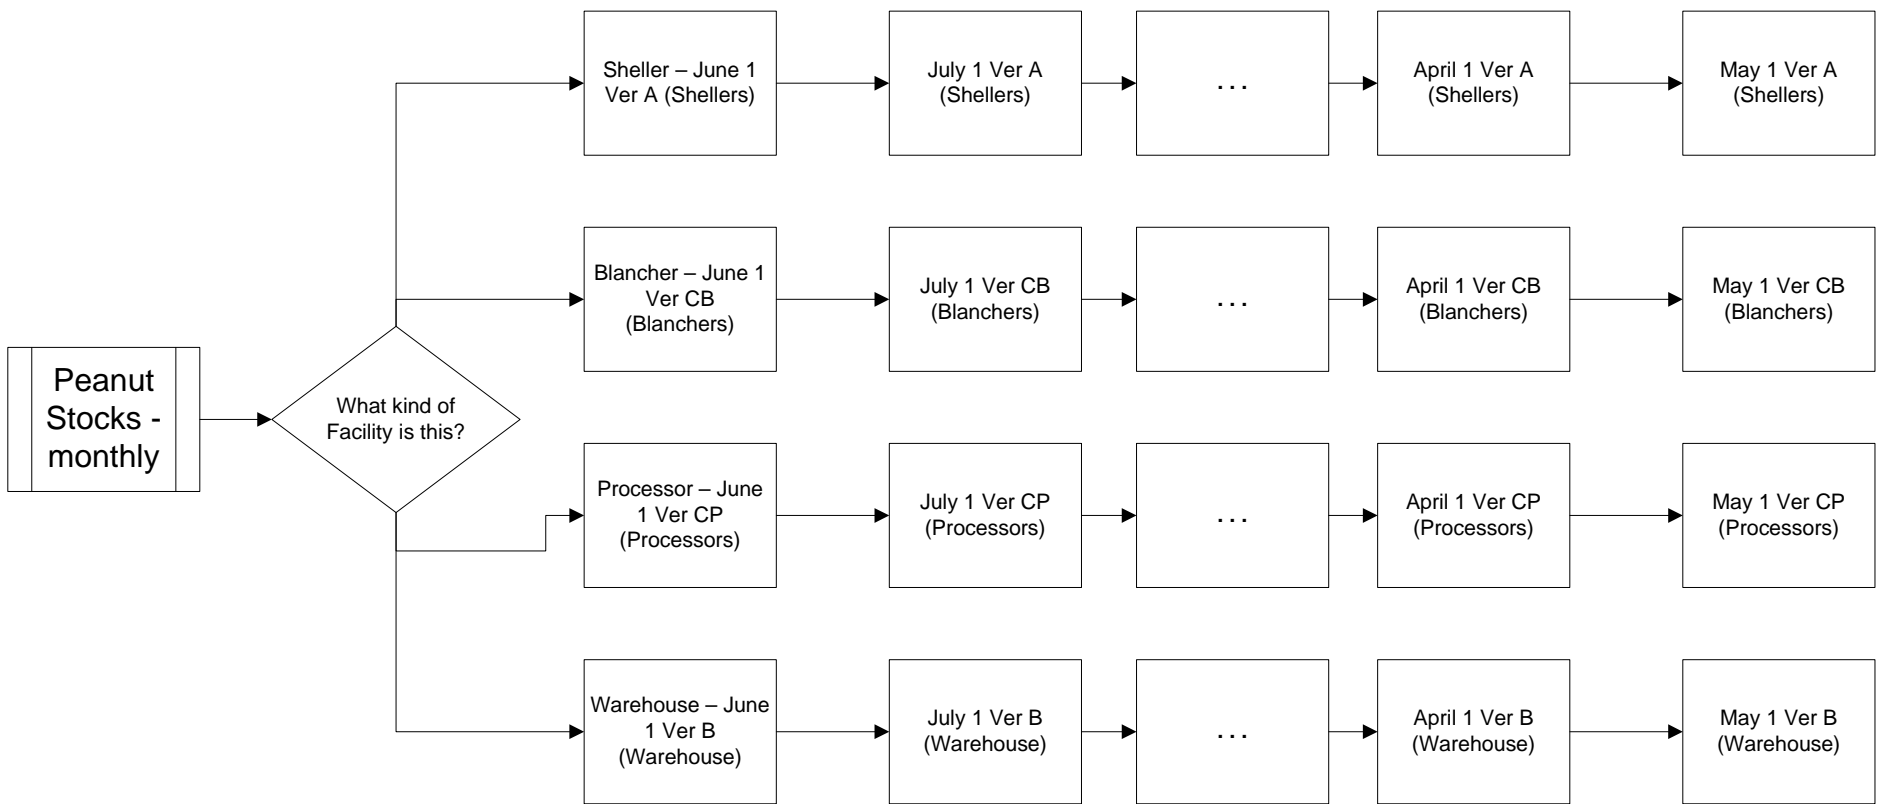 Peanut
Stocks -
monthly
What kind of
Facility is this?
Sheller – June 1
Ver A (Shellers)
July 1 Ver A
(Shellers)
. . .
April 1 Ver A
(Shellers)
May 1 Ver A
(Shellers)
Blancher – June 1
Ver CB
(Blanchers)
July 1 Ver CB
(Blanchers)
. . .
April 1 Ver CB
(Blanchers)
May 1 Ver CB
(Blanchers)
Processor – June
1 Ver CP
(Processors)
July 1 Ver CP
(Processors)
. . .
April 1 Ver CP
(Processors)
May 1 Ver CP
(Processors)
Warehouse – June
1 Ver B
(Warehouse)
July 1 Ver B
(Warehouse)
. . .
April 1 Ver B
(Warehouse)
May 1 Ver B
(Warehouse)